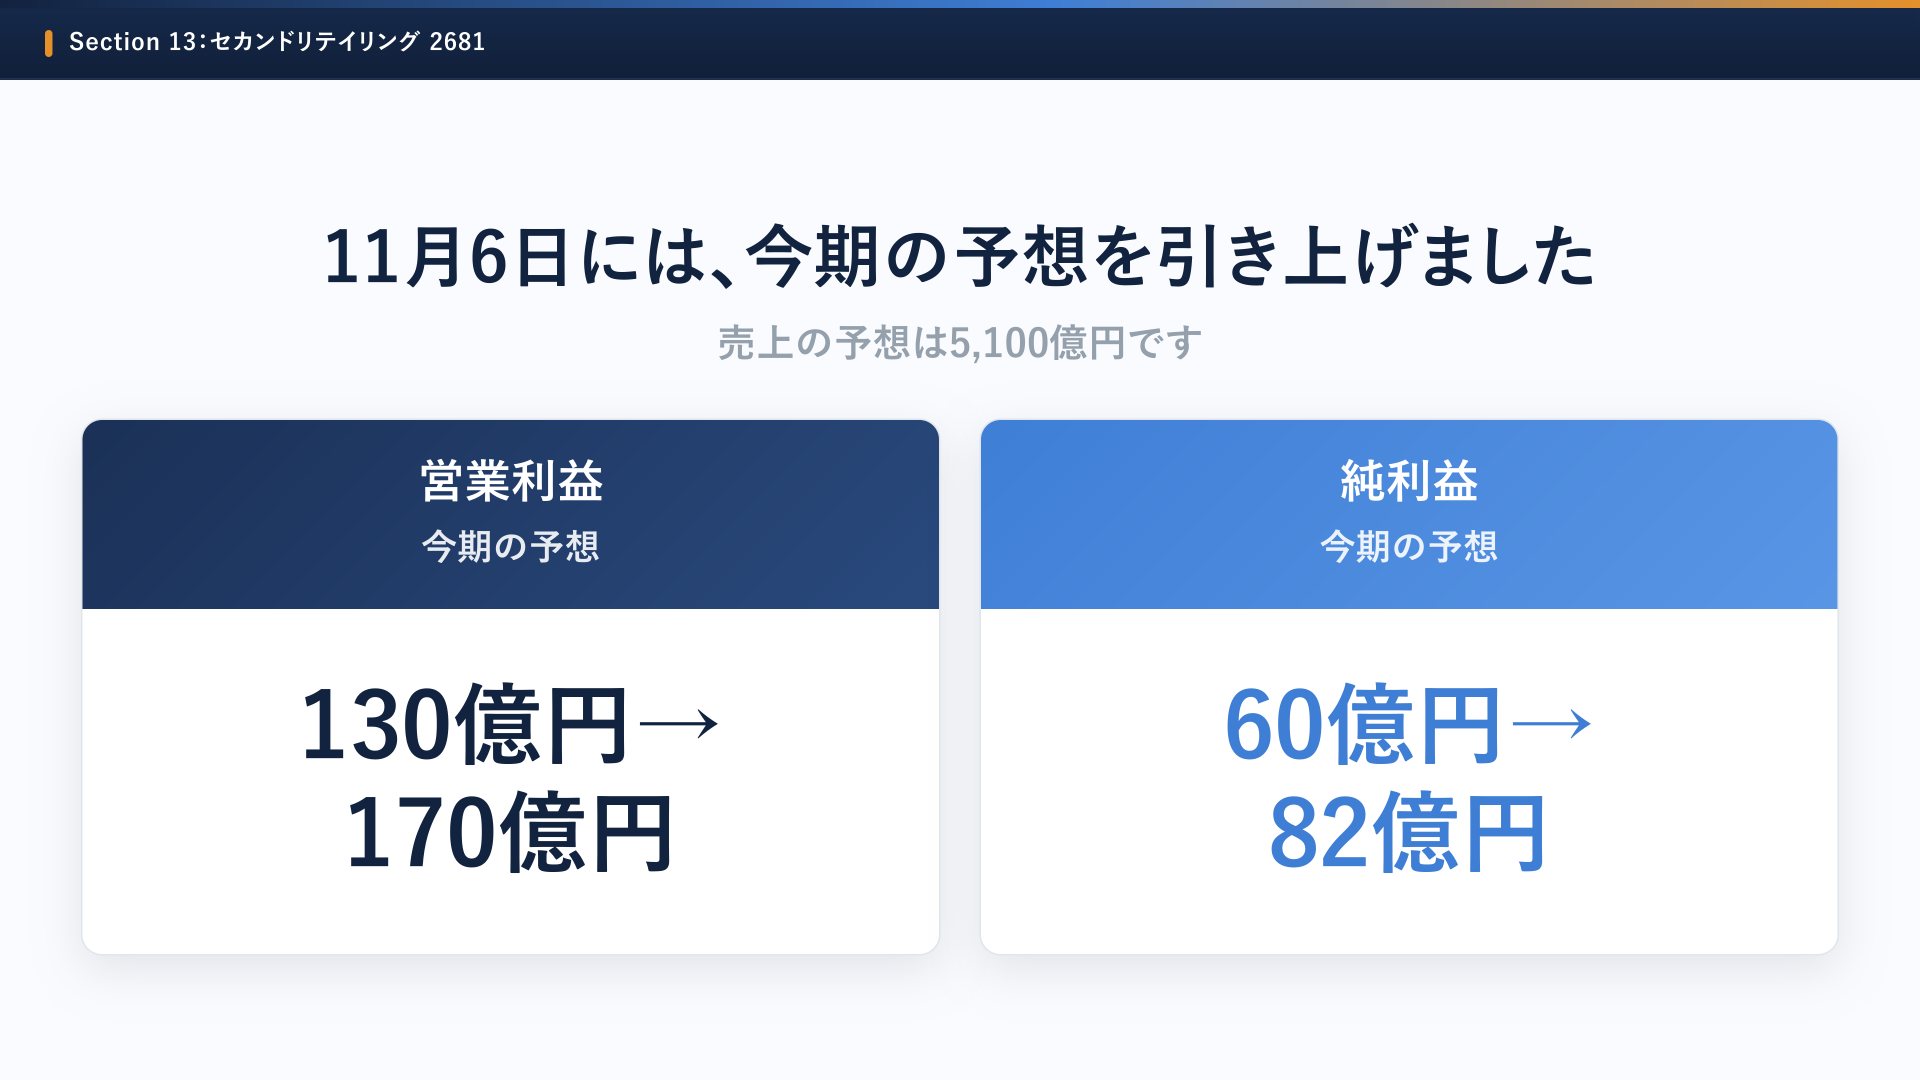 Section 13：セカンドリテイリング 2681
11月6日には、今期の予想を引き上げました
売上の予想は5,100億円です
営業利益
今期の予想
130億円→
170億円
純利益
今期の予想
60億円→
82億円